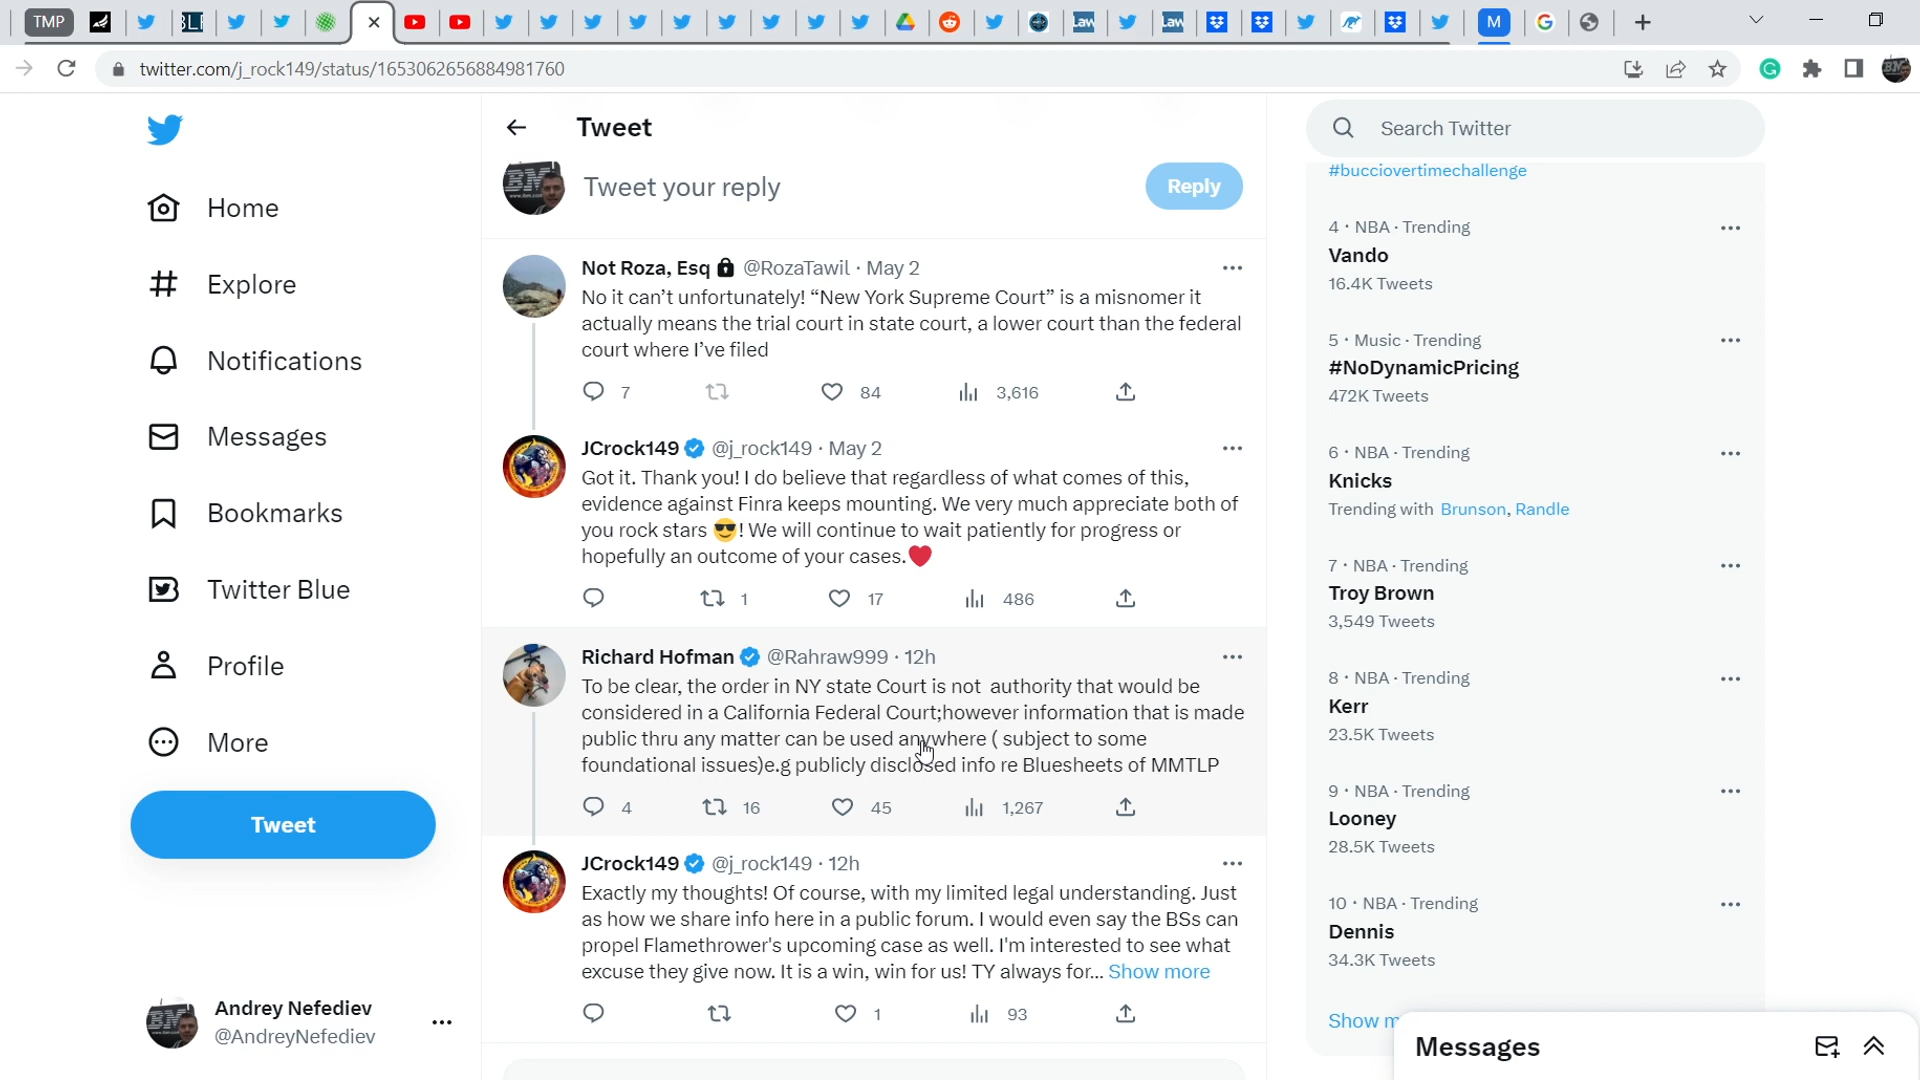 TMP
BLE
Law
Law
M
twitter.com/j_rock149/status/1653062656884981760
Home
Explore
Notifications
Messages
Bookmarks
Twitter Blue
Profile
More
Tweet
Andrey Nefediev
@AndreyNefediev
Tweet
Tweet your reply
Reply
Not Roza, Esq @RozaTawil · May 2
No it can’t unfortunately! “New York Supreme Court” is a misnomer it
actually means the trial court in state court, a lower court than the federal
court where I’ve filed
7 84 3,616
JCrock149 @j_rock149 · May 2
Got it. Thank you! I do believe that regardless of what comes of this,
evidence against Finra keeps mounting. We very much appreciate both of
you rock stars 😎! We will continue to wait patiently for progress or
hopefully an outcome of your cases.❤️
1 17 486
Richard Hofman @Rahraw999 · 12h
To be clear, the order in NY state Court is not authority that would be
considered in a California Federal Court;however information that is made
public thru any matter can be used anywhere ( subject to some
foundational issues)e.g publicly disclosed info re Bluesheets of MMTLP
4 16 45 1,267
JCrock149 @j_rock149 · 12h
Exactly my thoughts! Of course, with my limited legal understanding. Just
as how we share info here in a public forum. I would even say the BSs can
propel Flamethrower's upcoming case as well. I'm interested to see what
excuse they give now. It is a win, win for us! TY always for... Show more
1 93
Search Twitter
#bucciovertimechallenge
4 · NBA · Trending
Vando
16.4K Tweets
5 · Music · Trending
#NoDynamicPricing
472K Tweets
6 · NBA · Trending
Knicks
Trending with Brunson, Randle
7 · NBA · Trending
Troy Brown
3,549 Tweets
8 · NBA · Trending
Kerr
23.5K Tweets
9 · NBA · Trending
Looney
28.5K Tweets
10 · NBA · Trending
Dennis
34.3K Tweets
Show m
Messages